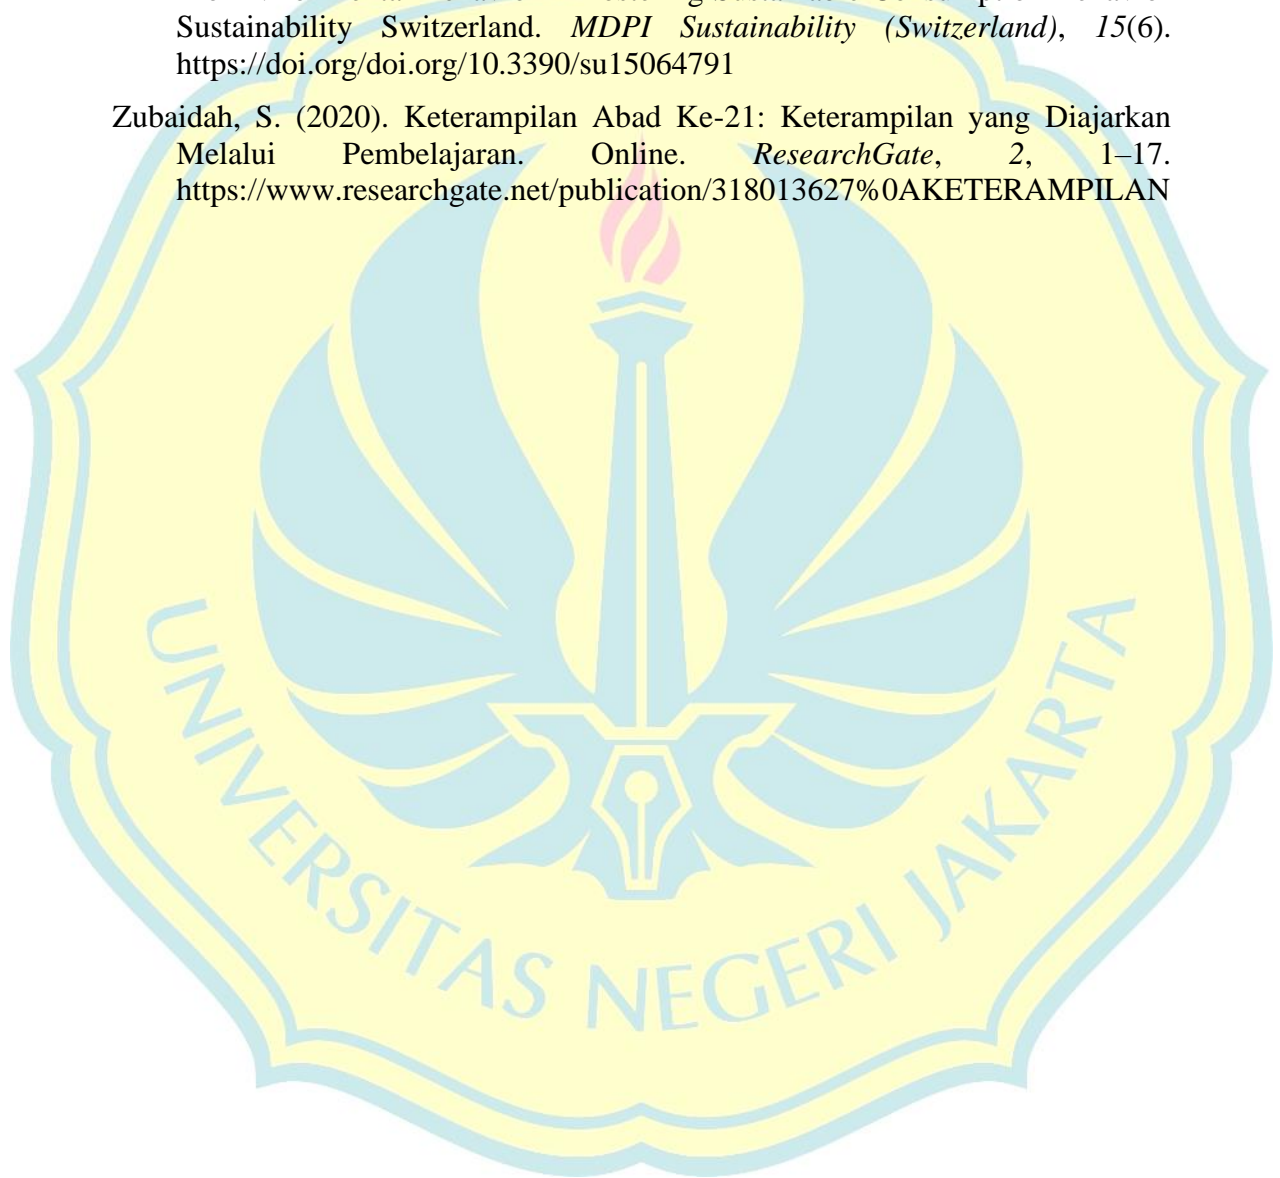 Sustainability Switzerland. MDPI Sustainability (Switzerland), 15(6).
https://doi.org/doi.org/10.3390/su15064791
Zubaidah, S. (2020). Keterampilan Abad Ke-21: Keterampilan yang Diajarkan
Melalui Pembelajaran. Online. ResearchGate, 2, 1–17.
https://www.researchgate.net/publication/318013627%0AKETERAMPILAN
UNIVERSITAS NEGERI JAKARTA